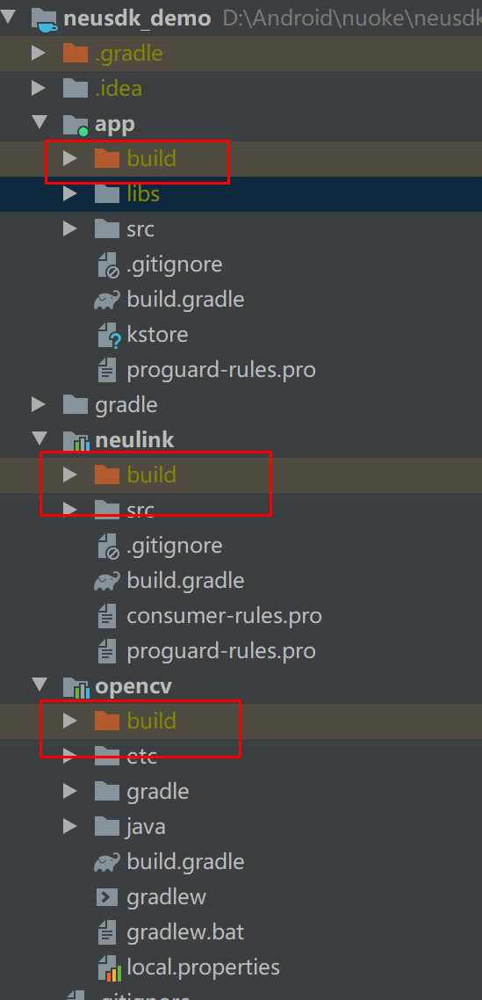 neusdk_demo D:\Android\nuoke\neusdk
.gradle
.idea
app
build
libs
src
.gitignore
build.gradle
kstore
proguard-rules.pro
gradle
neulink
build
src
.gitignore
build.gradle
consumer-rules.pro
proguard-rules.pro
opencv
build
etc
gradle
java
build.gradle
gradlew
gradlew.bat
local.properties
.gitignore